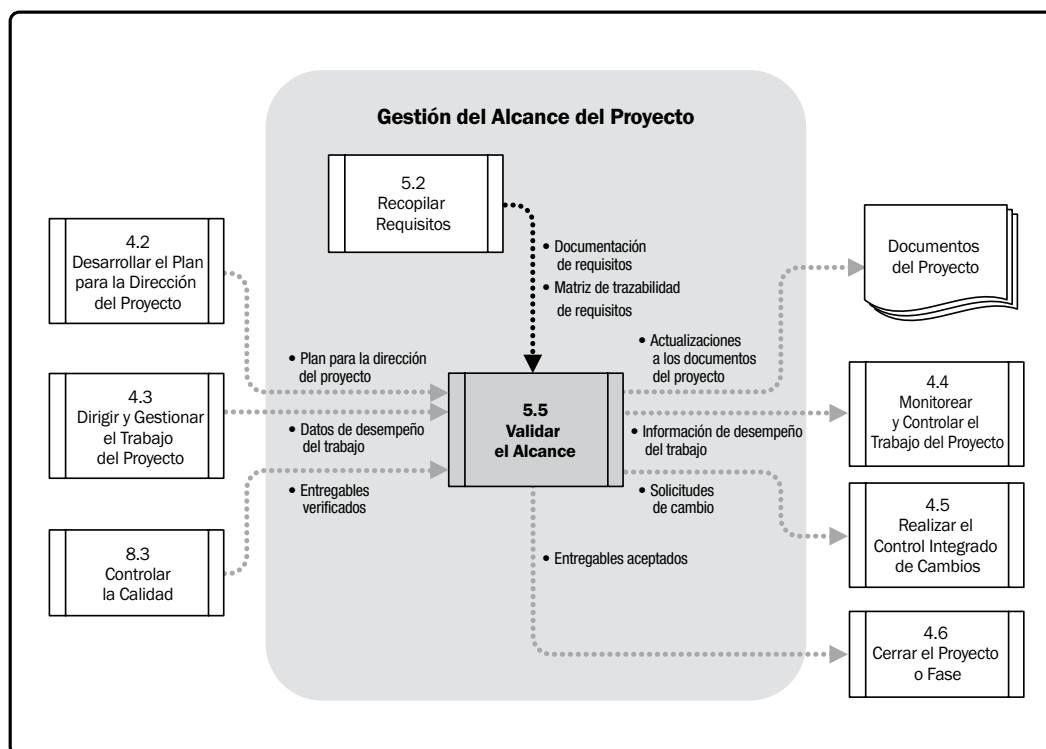 Gestión del Alcance del Proyecto
5.2
Recopilar
Requisitos
4.2
Desarrollar el Plan
para la Dirección
del Proyecto
Documentos
del Proyecto
• Documentación
de requisitos
• Matriz de trazabilidad
de requisitos
• Plan para la dirección
del proyecto
• Actualizaciones
a los documentos
del proyecto
4.3
Dirigir y Gestionar
el Trabajo
del Proyecto
5.5
Validar
el Alcance
4.4
Monitorear
y Controlar el
Trabajo del Proyecto
• Datos de desempeño
del trabajo
• Información de desempeño
del trabajo
• Entregables
verificados
• Solicitudes
de cambio
4.5
Realizar el
Control Integrado
de Cambios
8.3
Controlar
la Calidad
• Entregables aceptados
4.6
Cerrar el Proyecto
o Fase